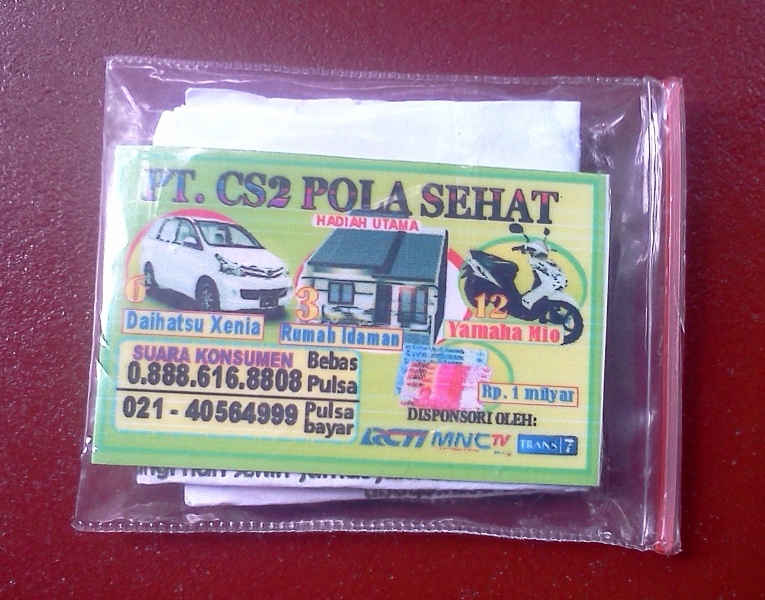 PT. CS2 POLA SEHAT
HADIAH UTAMA
6
Daihatsu Xenia
3
Rumah Idaman
12
Yamaha Mio
SUARA KONSUMEN
0.888.616.8808 Bebas Pulsa
021 - 40564999 Pulsa bayar
Rp. 1 milyar
DISPONSORI OLEH:
RCTI MNCTV TRANS 7